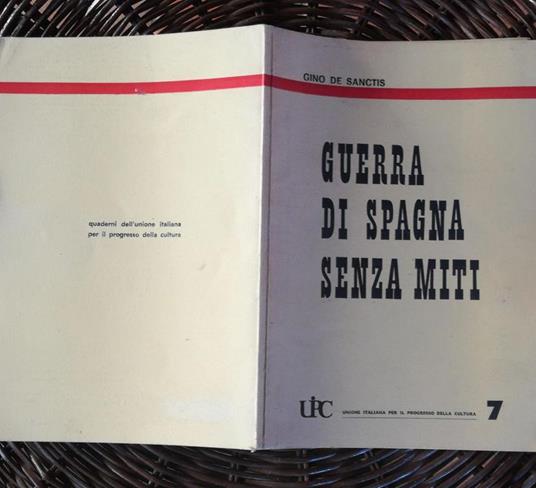 quaderni dell'unione italiana
per il progresso della cultura
GINO DE SANCTIS
GUERRA
DI SPAGNA
SENZA MITI
UIPC UNIONE ITALIANA PER IL PROGRESSO DELLA CULTURA 7